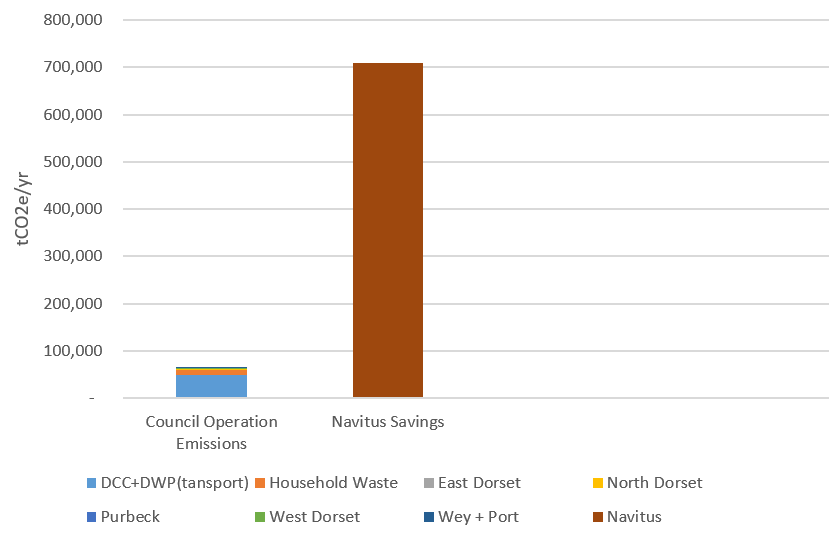 800,000
700,000
600,000
500,000
400,000
300,000
200,000
100,000
-
tCO2e/yr
Council Operation Emissions
Navitus Savings
DCC+DWP(tansport)
Household Waste
East Dorset
North Dorset
Purbeck
West Dorset
Wey + Port
Navitus